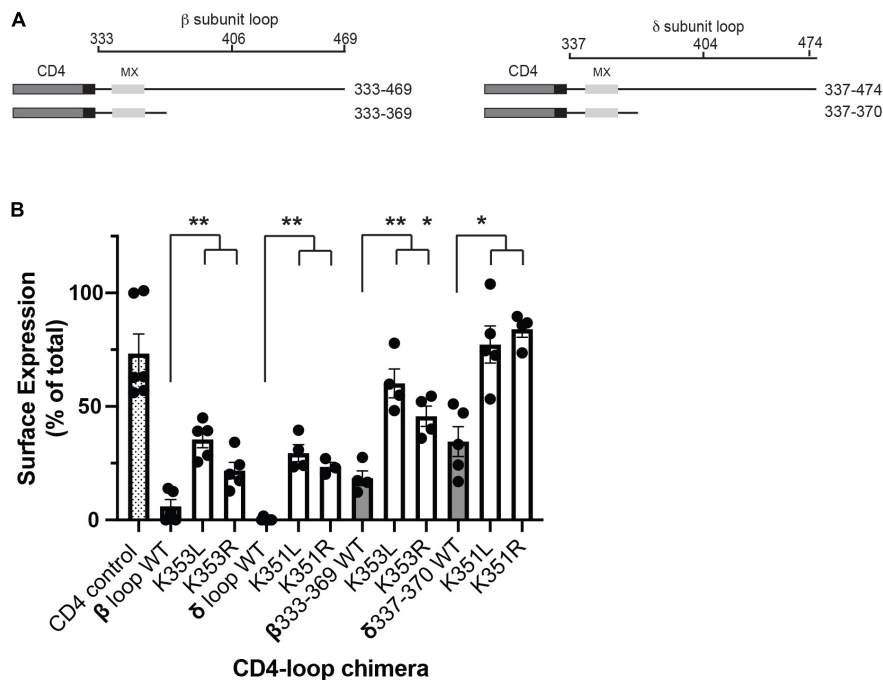 A
β subunit loop
333 406 469
CD4 MX
333-469
333-369
δ subunit loop
337 404 474
CD4 MX
337-474
337-370
B
** ** ** * *
Surface Expression
(% of total)
100
50
0
CD4 control
β loop WT
K353L
K353R
δ loop WT
K351L
K351R
β333-369 WT
K353L
K353R
δ337-370 WT
K351L
K351R
CD4-loop chimera